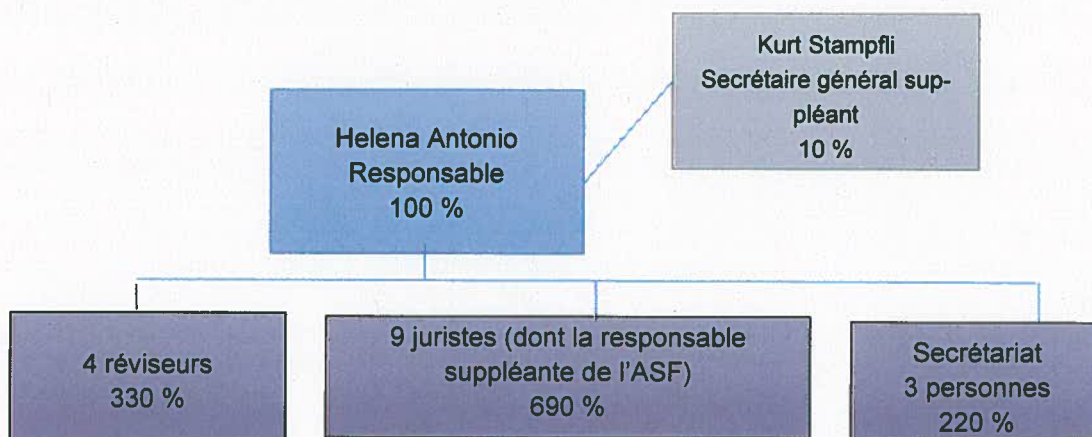 Kurt Stampfli
Secrétaire général sup-
pléant
10 %
Helena Antonio
Responsable
100 %
4 réviseurs
330 %
9 juristes (dont la responsable
suppléante de l'ASF)
690 %
Secrétariat
3 personnes
220 %